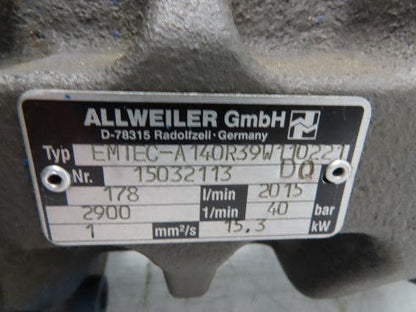 ALLWEILER GmbH
D-78315 Radolfzell · Germany
Typ EMTEC-A140R39W110221
Nr. 15032113 DQ
178 l/min 2015
2900 1/min 40 bar
1 mm²/s 15.3 kW